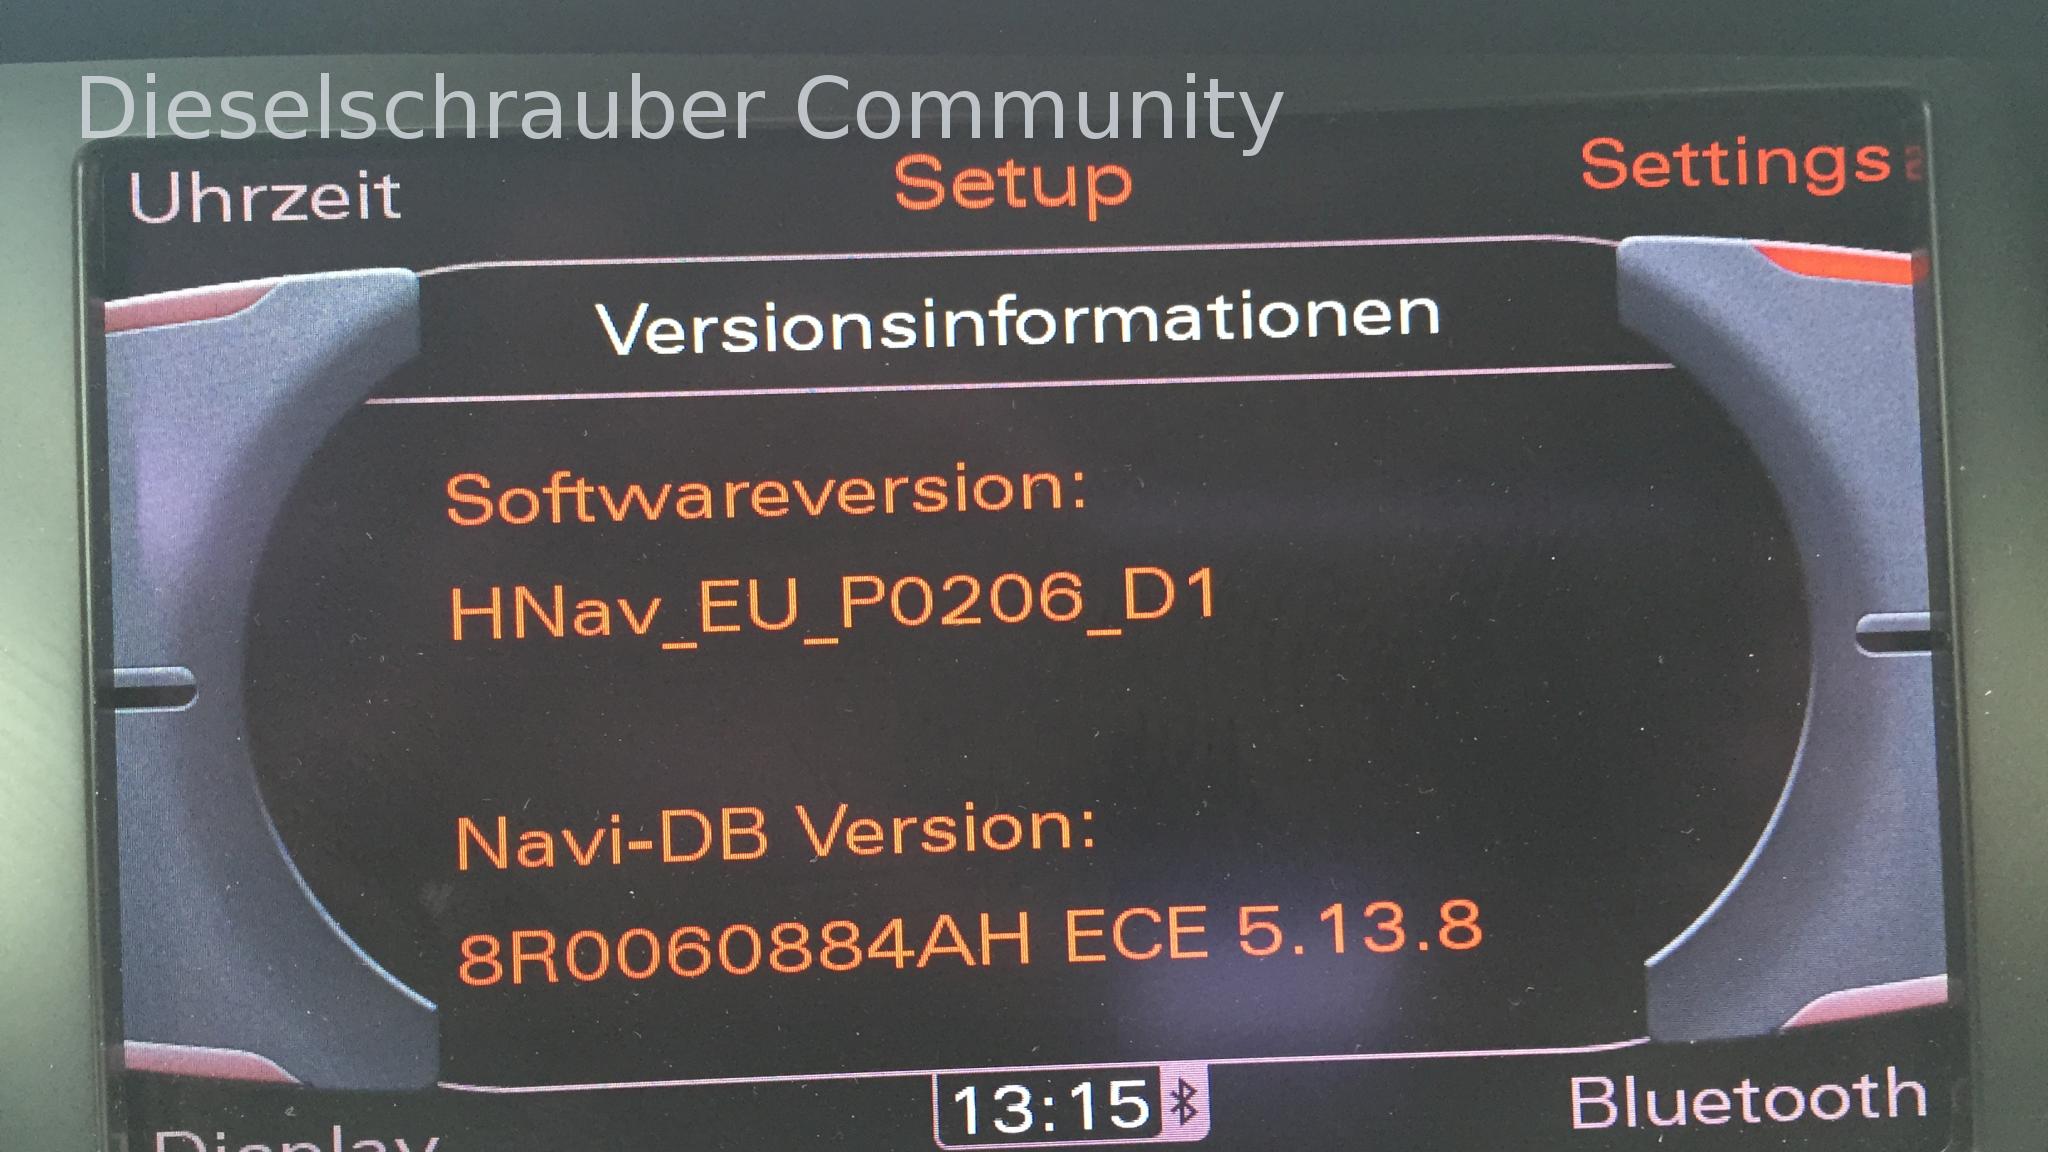 Dieselschrauber Community
Uhrzeit
Setup
Settings
Versionsinformationen
Softwareversion:
HNav_EU_P0206_D1
Navi-DB Version:
8R0060884AH ECE 5.13.8
13:15
Bluetooth
Display